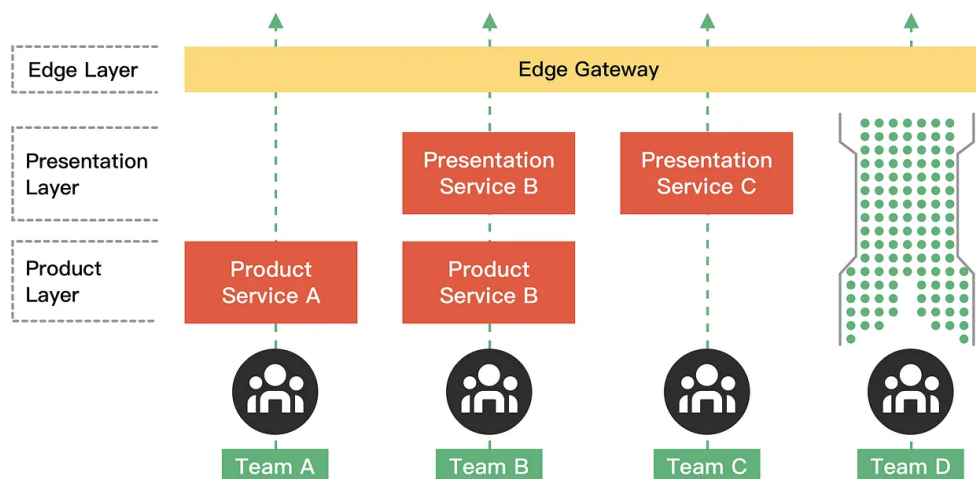 Edge Layer
Edge Gateway
Presentation
Layer
Presentation
Service B
Presentation
Service C
Product
Layer
Product
Service A
Product
Service B
Team A
Team B
Team C
Team D